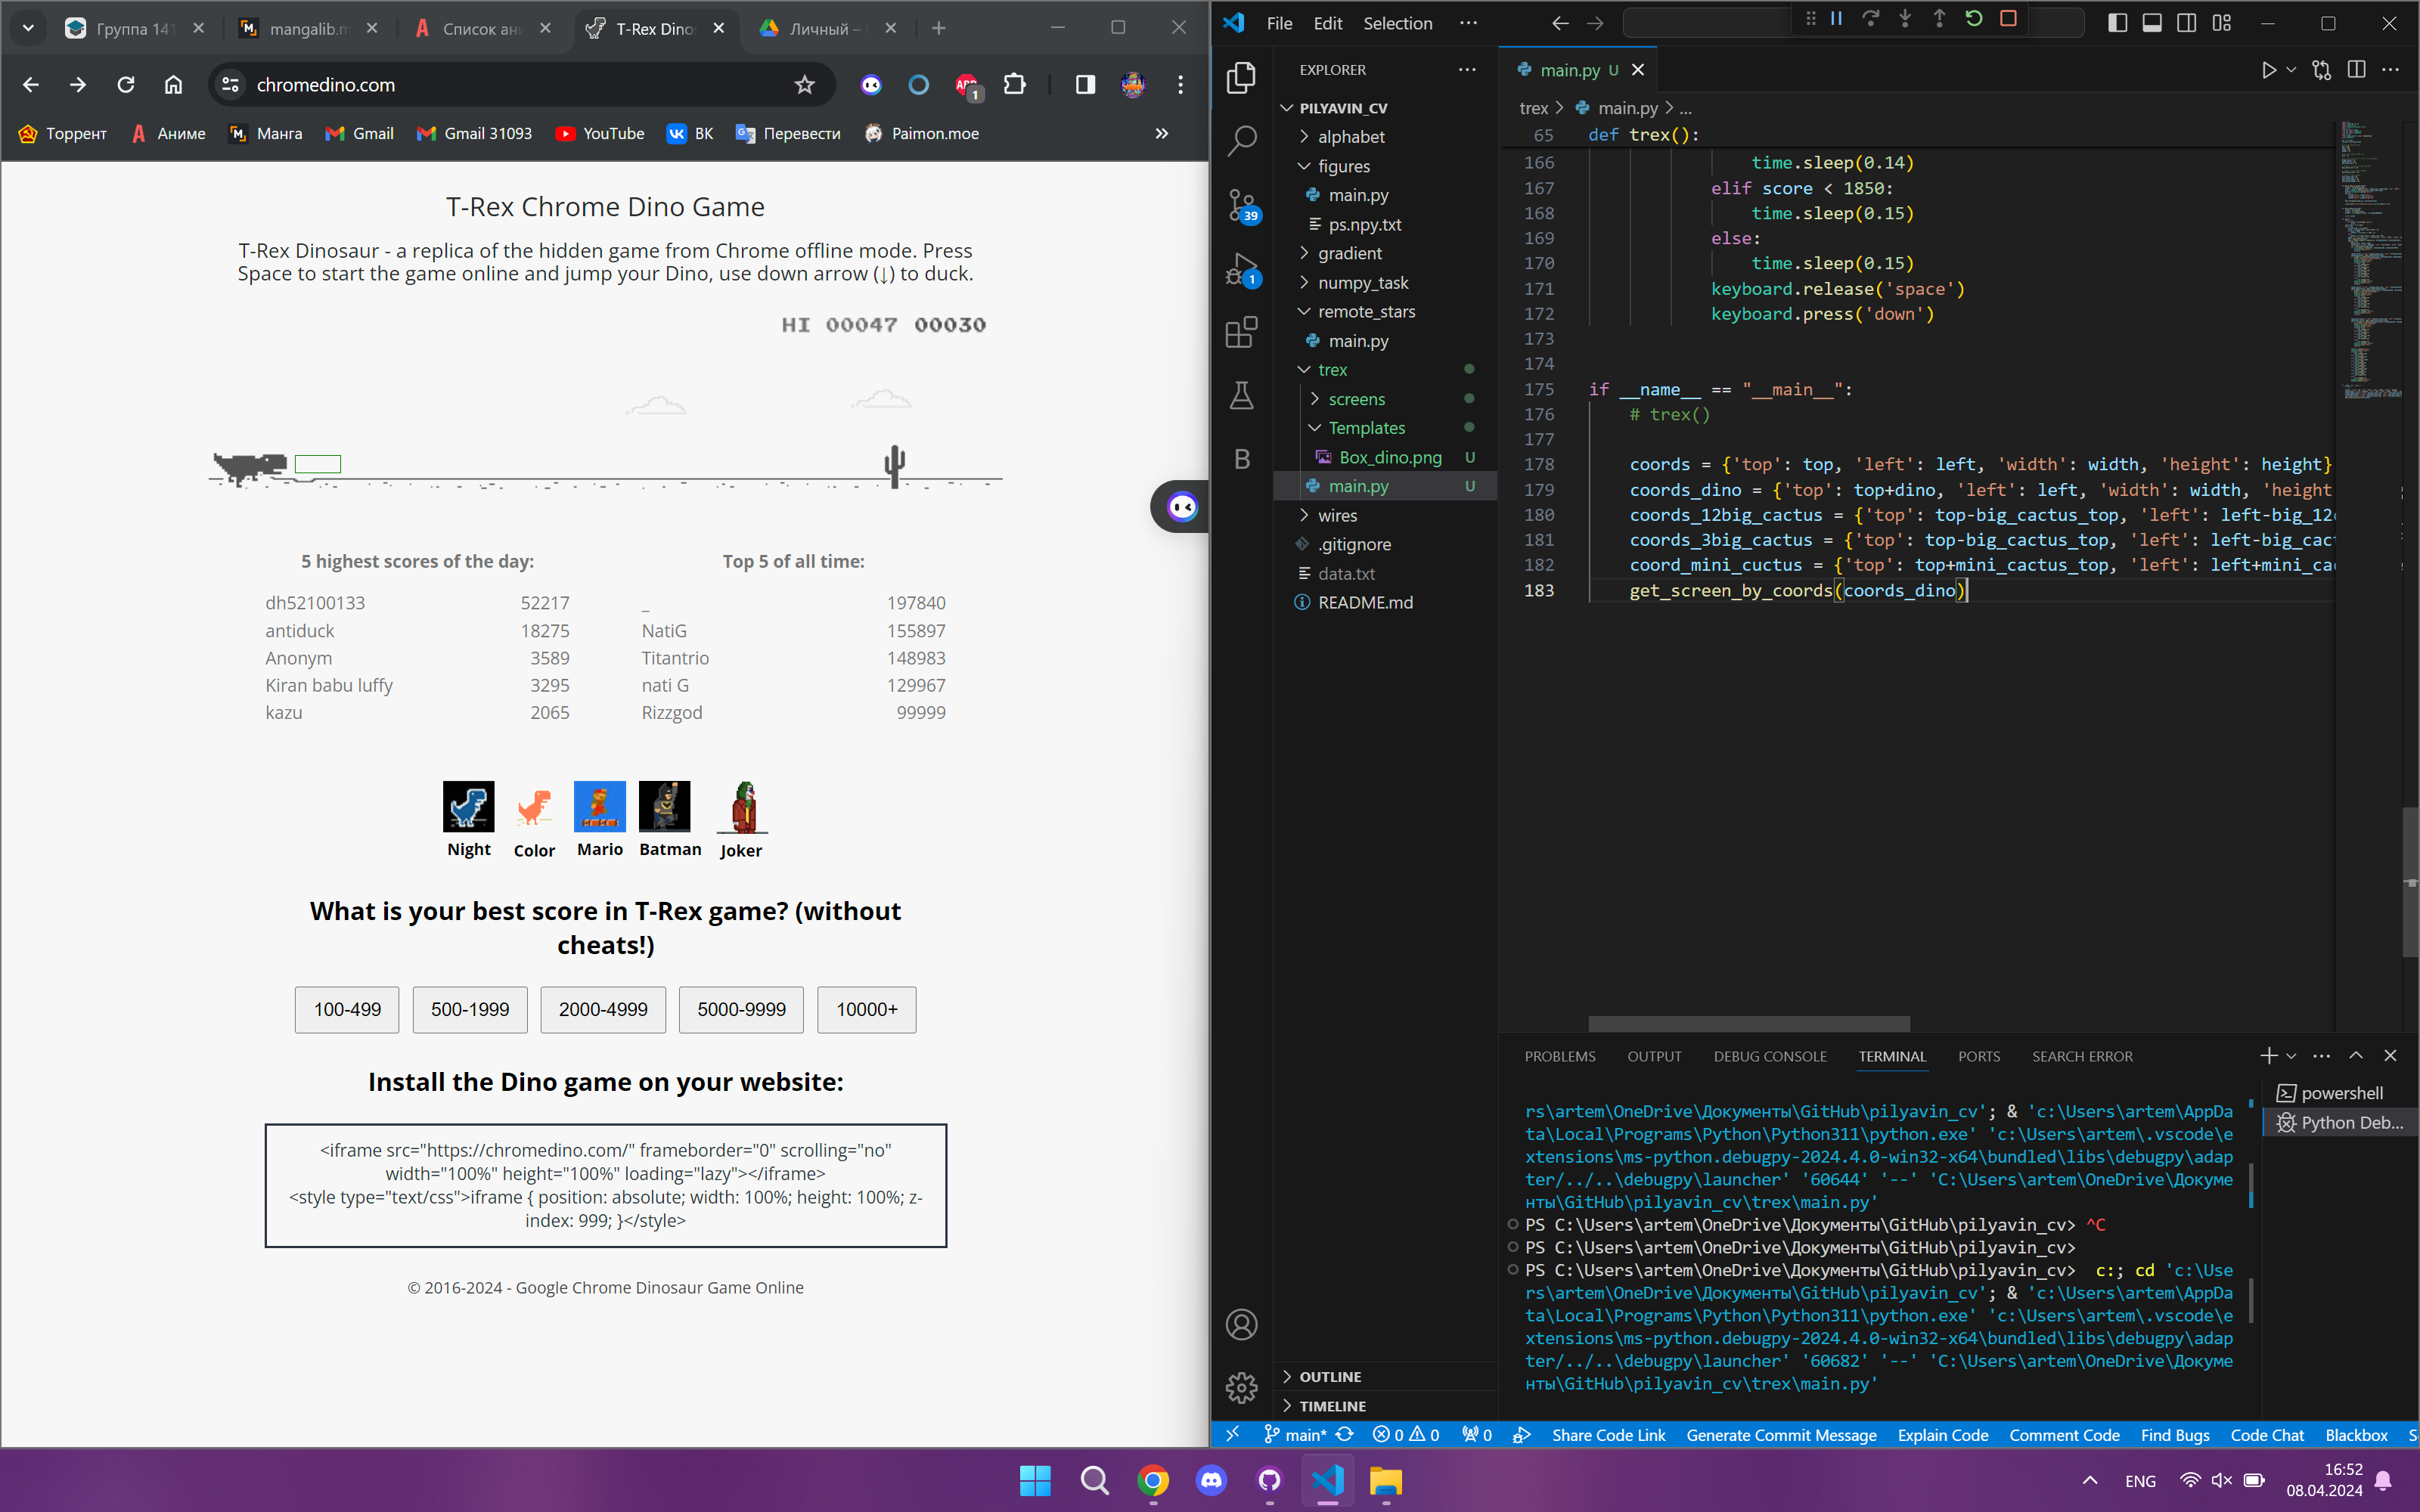 Группа 141
mangalib.m
Список ани
T-Rex Dino
Личный –
chromedino.com
1
Торрент
Аниме
Манга
Gmail
Gmail 31093
YouTube
ВК
Перевести
Paimon.moe
T-Rex Chrome Dino Game
T-Rex Dinosaur - a replica of the hidden game from Chrome offline mode. Press
Space to start the game online and jump your Dino, use down arrow (↓) to duck.
HI 00047 00030
5 highest scores of the day:
dh52100133 52217
antiduck 18275
Anonym 3589
Kiran babu luffy 3295
kazu 2065
Top 5 of all time:
_ 197840
NatiG 155897
Titantrio 148983
nati G 129967
Rizzgod 99999
Night
Color
Mario
Batman
Joker
What is your best score in T-Rex game? (without
cheats!)
100-499
500-1999
2000-4999
5000-9999
10000+
Install the Dino game on your website:
<iframe src="https://chromedino.com/" frameborder="0" scrolling="no"
width="100%" height="100%" loading="lazy"></iframe>
<style type="text/css">iframe { position: absolute; width: 100%; height: 100%; z-
index: 999; }</style>
© 2016-2024 - Google Chrome Dinosaur Game Online
File
Edit
Selection
···
39
1
B
EXPLORER
PILYAVIN_CV
alphabet
figures
main.py
ps.npy.txt
gradient
numpy_task
remote_stars
main.py
trex
screens
Templates
Box_dino.png U
main.py U
wires
.gitignore
data.txt
README.md
OUTLINE
TIMELINE
main.py U
trex > main.py > ...
65 def trex():
166 time.sleep(0.14)
167 elif score < 1850:
168 time.sleep(0.15)
169 else:
170 time.sleep(0.15)
171 keyboard.release('space')
172 keyboard.press('down')
173
174
175 if __name__ == "__main__":
176 # trex()
177
178 coords = {'top': top, 'left': left, 'width': width, 'height': height}
179 coords_dino = {'top': top+dino, 'left': left, 'width': width, 'height
180 coords_12big_cactus = {'top': top-big_cactus_top, 'left': left-big_12
181 coords_3big_cactus = {'top': top-big_cactus_top, 'left': left-big_cact
182 coord_mini_cuctus = {'top': top+mini_cactus_top, 'left': left+mini_ca
183 get_screen_by_coords(coords_dino)
PROBLEMS
OUTPUT
DEBUG CONSOLE
TERMINAL
PORTS
SEARCH ERROR
powershell
Python Deb...
rs\artem\OneDrive\Документы\GitHub\pilyavin_cv'; & 'c:\Users\artem\AppDa
ta\Local\Programs\Python\Python311\python.exe' 'c:\Users\artem\.vscode\e
xtensions\ms-python.debugpy-2024.4.0-win32-x64\bundled\libs\debugpy\adap
ter/../..\debugpy\launcher' '60644' '--' 'C:\Users\artem\OneDrive\Докуме
нты\GitHub\pilyavin_cv\trex\main.py'
PS C:\Users\artem\OneDrive\Документы\GitHub\pilyavin_cv> ^C
PS C:\Users\artem\OneDrive\Документы\GitHub\pilyavin_cv>
PS C:\Users\artem\OneDrive\Документы\GitHub\pilyavin_cv> c:; cd 'c:\Use
rs\artem\OneDrive\Документы\GitHub\pilyavin_cv'; & 'c:\Users\artem\AppDa
ta\Local\Programs\Python\Python311\python.exe' 'c:\Users\artem\.vscode\e
xtensions\ms-python.debugpy-2024.4.0-win32-x64\bundled\libs\debugpy\adap
ter/../..\debugpy\launcher' '60682' '--' 'C:\Users\artem\OneDrive\Докуме
нты\GitHub\pilyavin_cv\trex\main.py'
main*
0
0
0
Share Code Link
Generate Commit Message
Explain Code
Comment Code
Find Bugs
Code Chat
Blackbox
S
ENG
16:52
08.04.2024